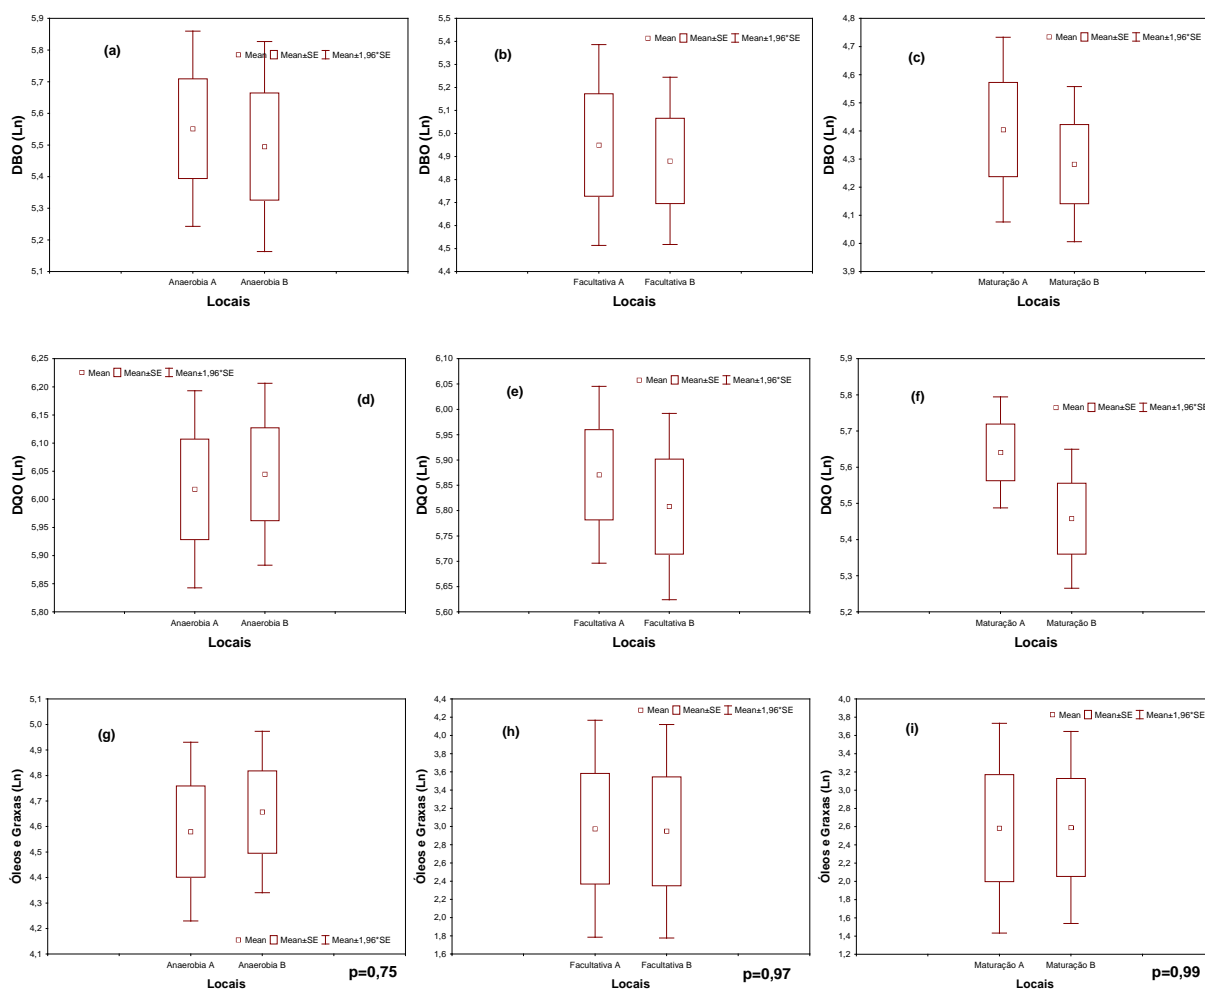 (a)
Mean Mean±SE Mean±1,96*SE
DBO (Ln)
5,9
5,8
5,7
5,6
5,5
5,4
5,3
5,2
5,1
Anaerobia A Anaerobia B
Locais
(b)
Mean Mean±SE Mean±1,96*SE
DBO (Ln)
5,5
5,4
5,3
5,2
5,1
5,0
4,9
4,8
4,7
4,6
4,5
4,4
Facultativa A Facultativa B
Locais
(c)
Mean Mean±SE Mean±1,96*SE
DBO (Ln)
4,8
4,7
4,6
4,5
4,4
4,3
4,2
4,1
4,0
3,9
Maturação A Maturação B
Locais
(d)
Mean Mean±SE Mean±1,96*SE
DQO (Ln)
6,25
6,20
6,15
6,10
6,05
6,00
5,95
5,90
5,85
5,80
Anaerobia A Anaerobia B
Locais
(e)
Mean Mean±SE Mean±1,96*SE
DQO (Ln)
6,10
6,05
6,00
5,95
5,90
5,85
5,80
5,75
5,70
5,65
5,60
Facultativa A Facultativa B
Locais
(f)
Mean Mean±SE Mean±1,96*SE
DQO (Ln)
5,9
5,8
5,7
5,6
5,5
5,4
5,3
5,2
Maturação A Maturação B
Locais
(g)
Mean Mean±SE Mean±1,96*SE
Óleos e Graxas (Ln)
5,1
5,0
4,9
4,8
4,7
4,6
4,5
4,4
4,3
4,2
4,1
Anaerobia A Anaerobia B
Locais
p=0,75
(h)
Mean Mean±SE Mean±1,96*SE
Óleos e Graxas (Ln)
4,4
4,2
4,0
3,8
3,6
3,4
3,2
3,0
2,8
2,6
2,4
2,2
2,0
1,8
1,6
Facultativa A Facultativa B
Locais
p=0,97
(i)
Mean Mean±SE Mean±1,96*SE
Óleos e Graxas (Ln)
4,0
3,8
3,6
3,4
3,2
3,0
2,8
2,6
2,4
2,2
2,0
1,8
1,6
1,4
1,2
Maturação A Maturação B
Locais
p=0,99